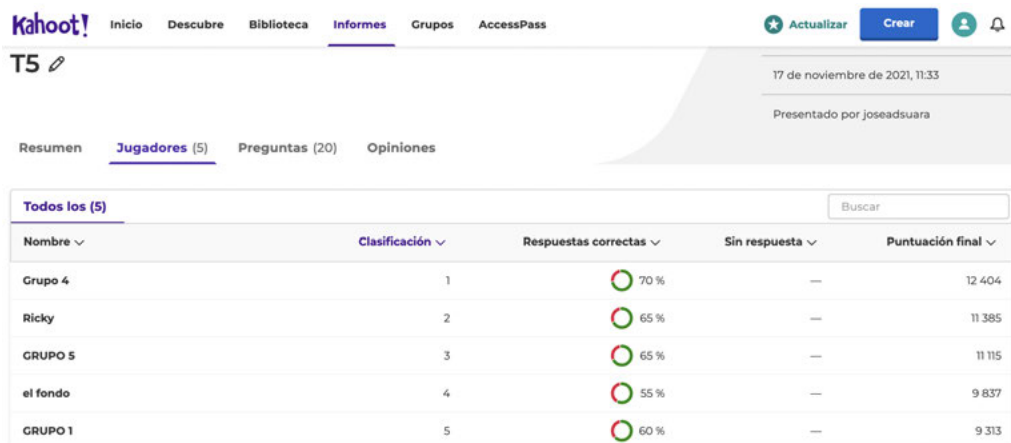 Kahoot! Inicio Descubre Biblioteca Informes Grupos AccessPass Actualizar Crear
T5
17 de noviembre de 2021, 11:33
Presentado por joseadsuara
Resumen Jugadores (5) Preguntas (20) Opiniones
Todos los (5) Buscar
Nombre Clasificación Respuestas correctas Sin respuesta Puntuación final
Grupo 4 1 70 % — 12 404
Ricky 2 65 % — 11 385
GRUPO 5 3 65 % — 11 115
el fondo 4 55 % — 9 837
GRUPO 1 5 60 % — 9 313